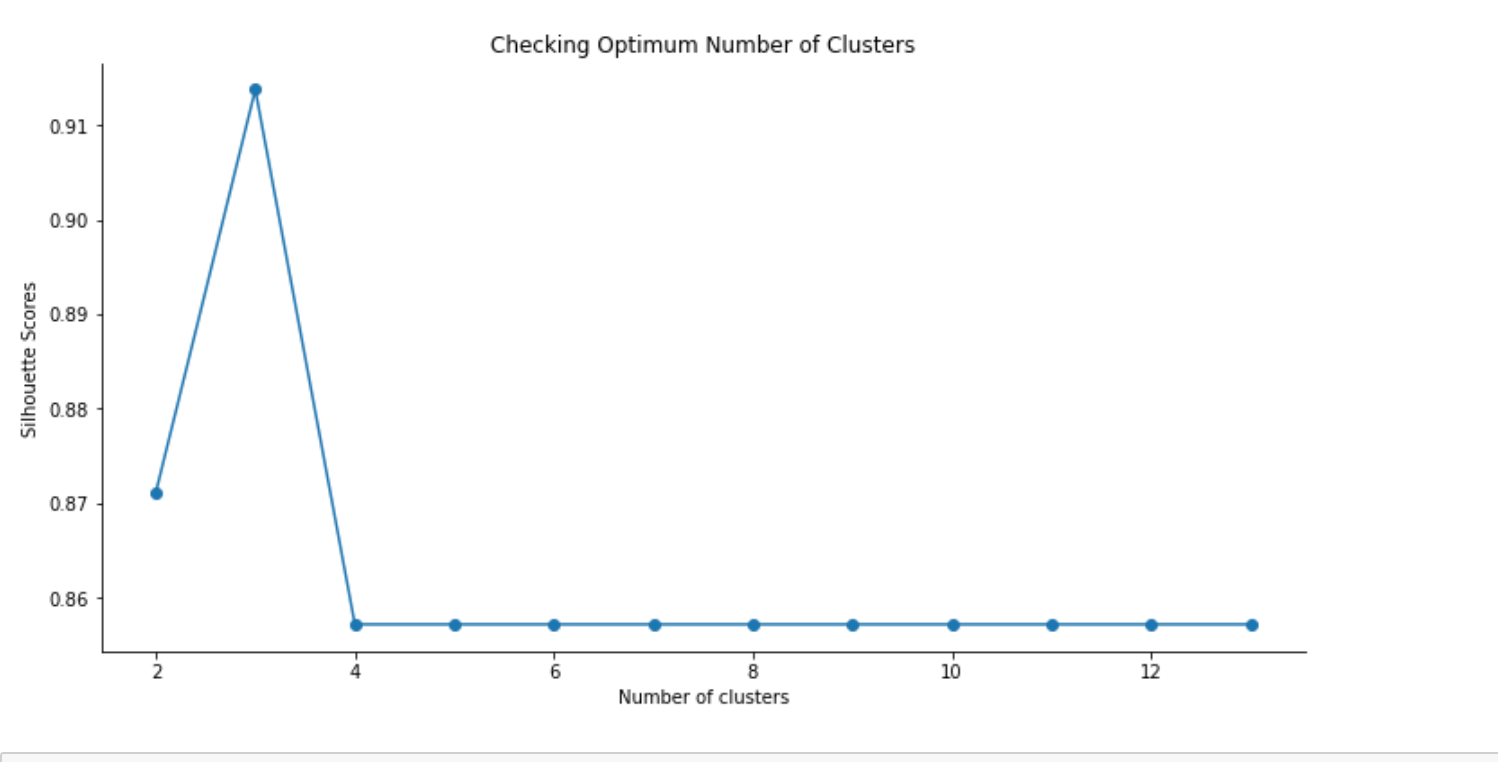 Checking Optimum Number of Clusters
0.91
0.90
0.89
0.88
0.87
0.86
Silhouette Scores
2 4 6 8 10 12
Number of clusters